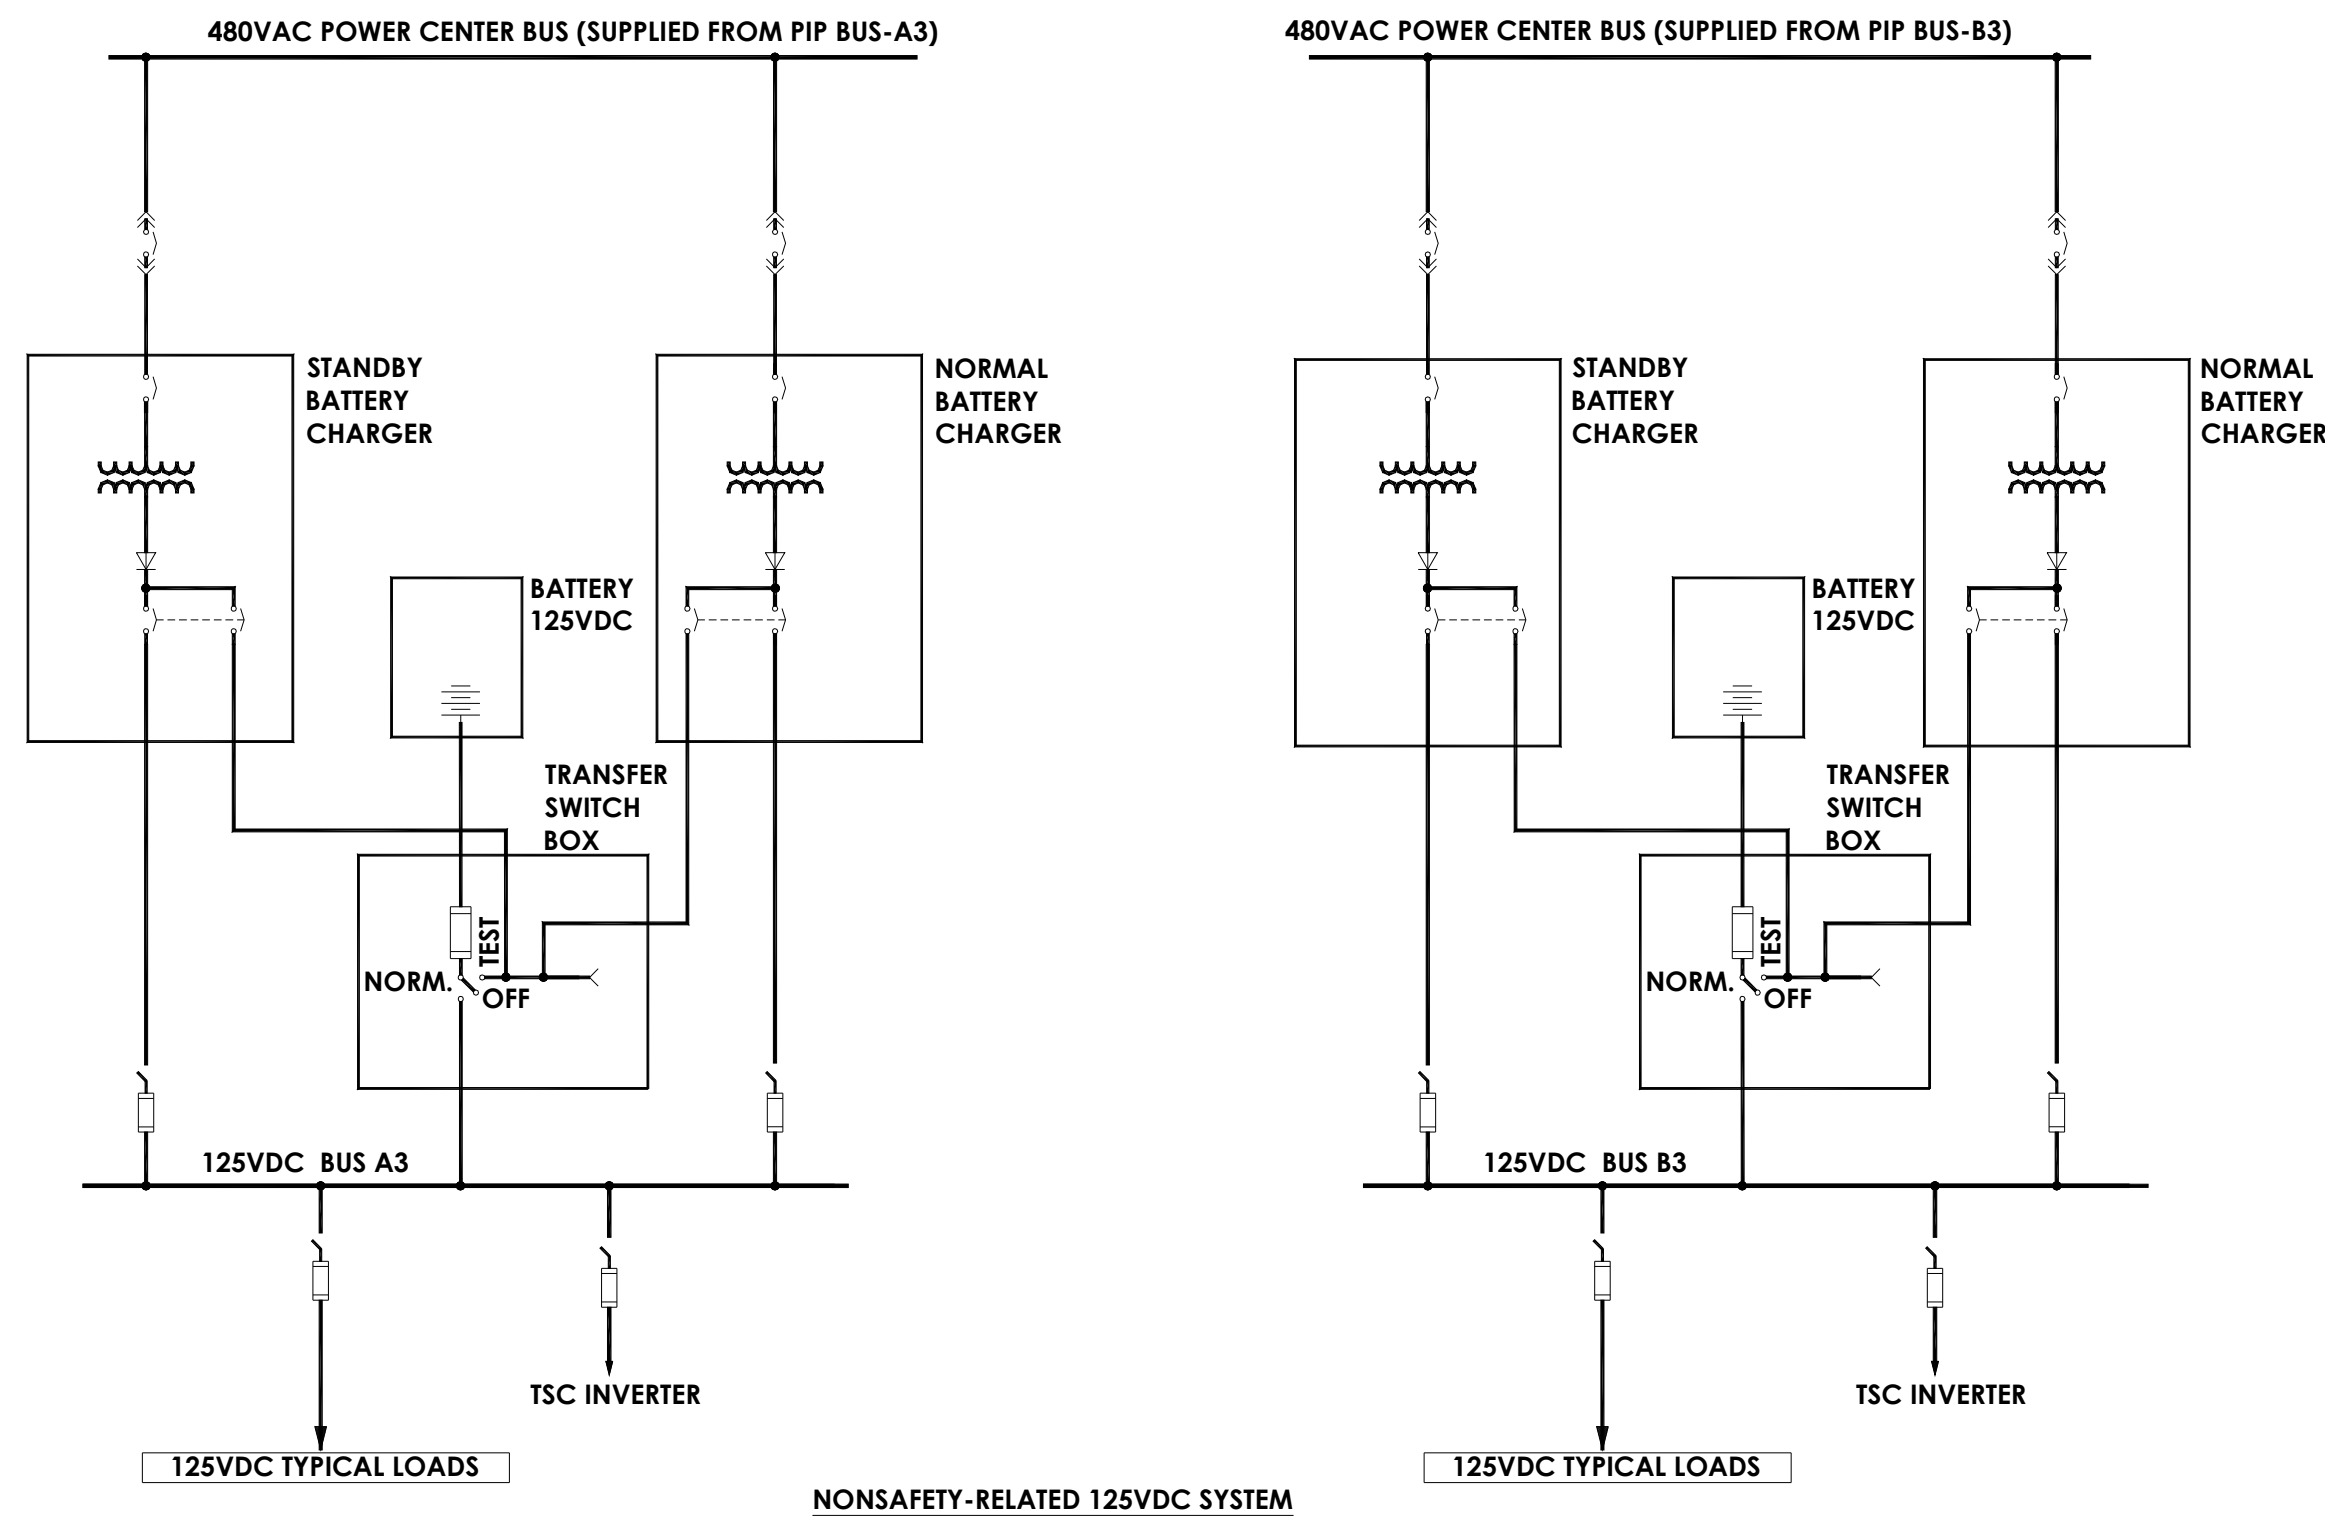 480VAC POWER CENTER BUS (SUPPLIED FROM PIP BUS-A3)
480VAC POWER CENTER BUS (SUPPLIED FROM PIP BUS-B3)
STANDBY
BATTERY
CHARGER
NORMAL
BATTERY
CHARGER
STANDBY
BATTERY
CHARGER
NORMAL
BATTERY
CHARGER
BATTERY
125VDC
BATTERY
125VDC
TRANSFER
SWITCH
BOX
TRANSFER
SWITCH
BOX
TEST
NORM.
OFF
TEST
NORM.
OFF
125VDC BUS A3
125VDC BUS B3
TSC INVERTER
TSC INVERTER
125VDC TYPICAL LOADS
125VDC TYPICAL LOADS
NONSAFETY-RELATED 125VDC SYSTEM